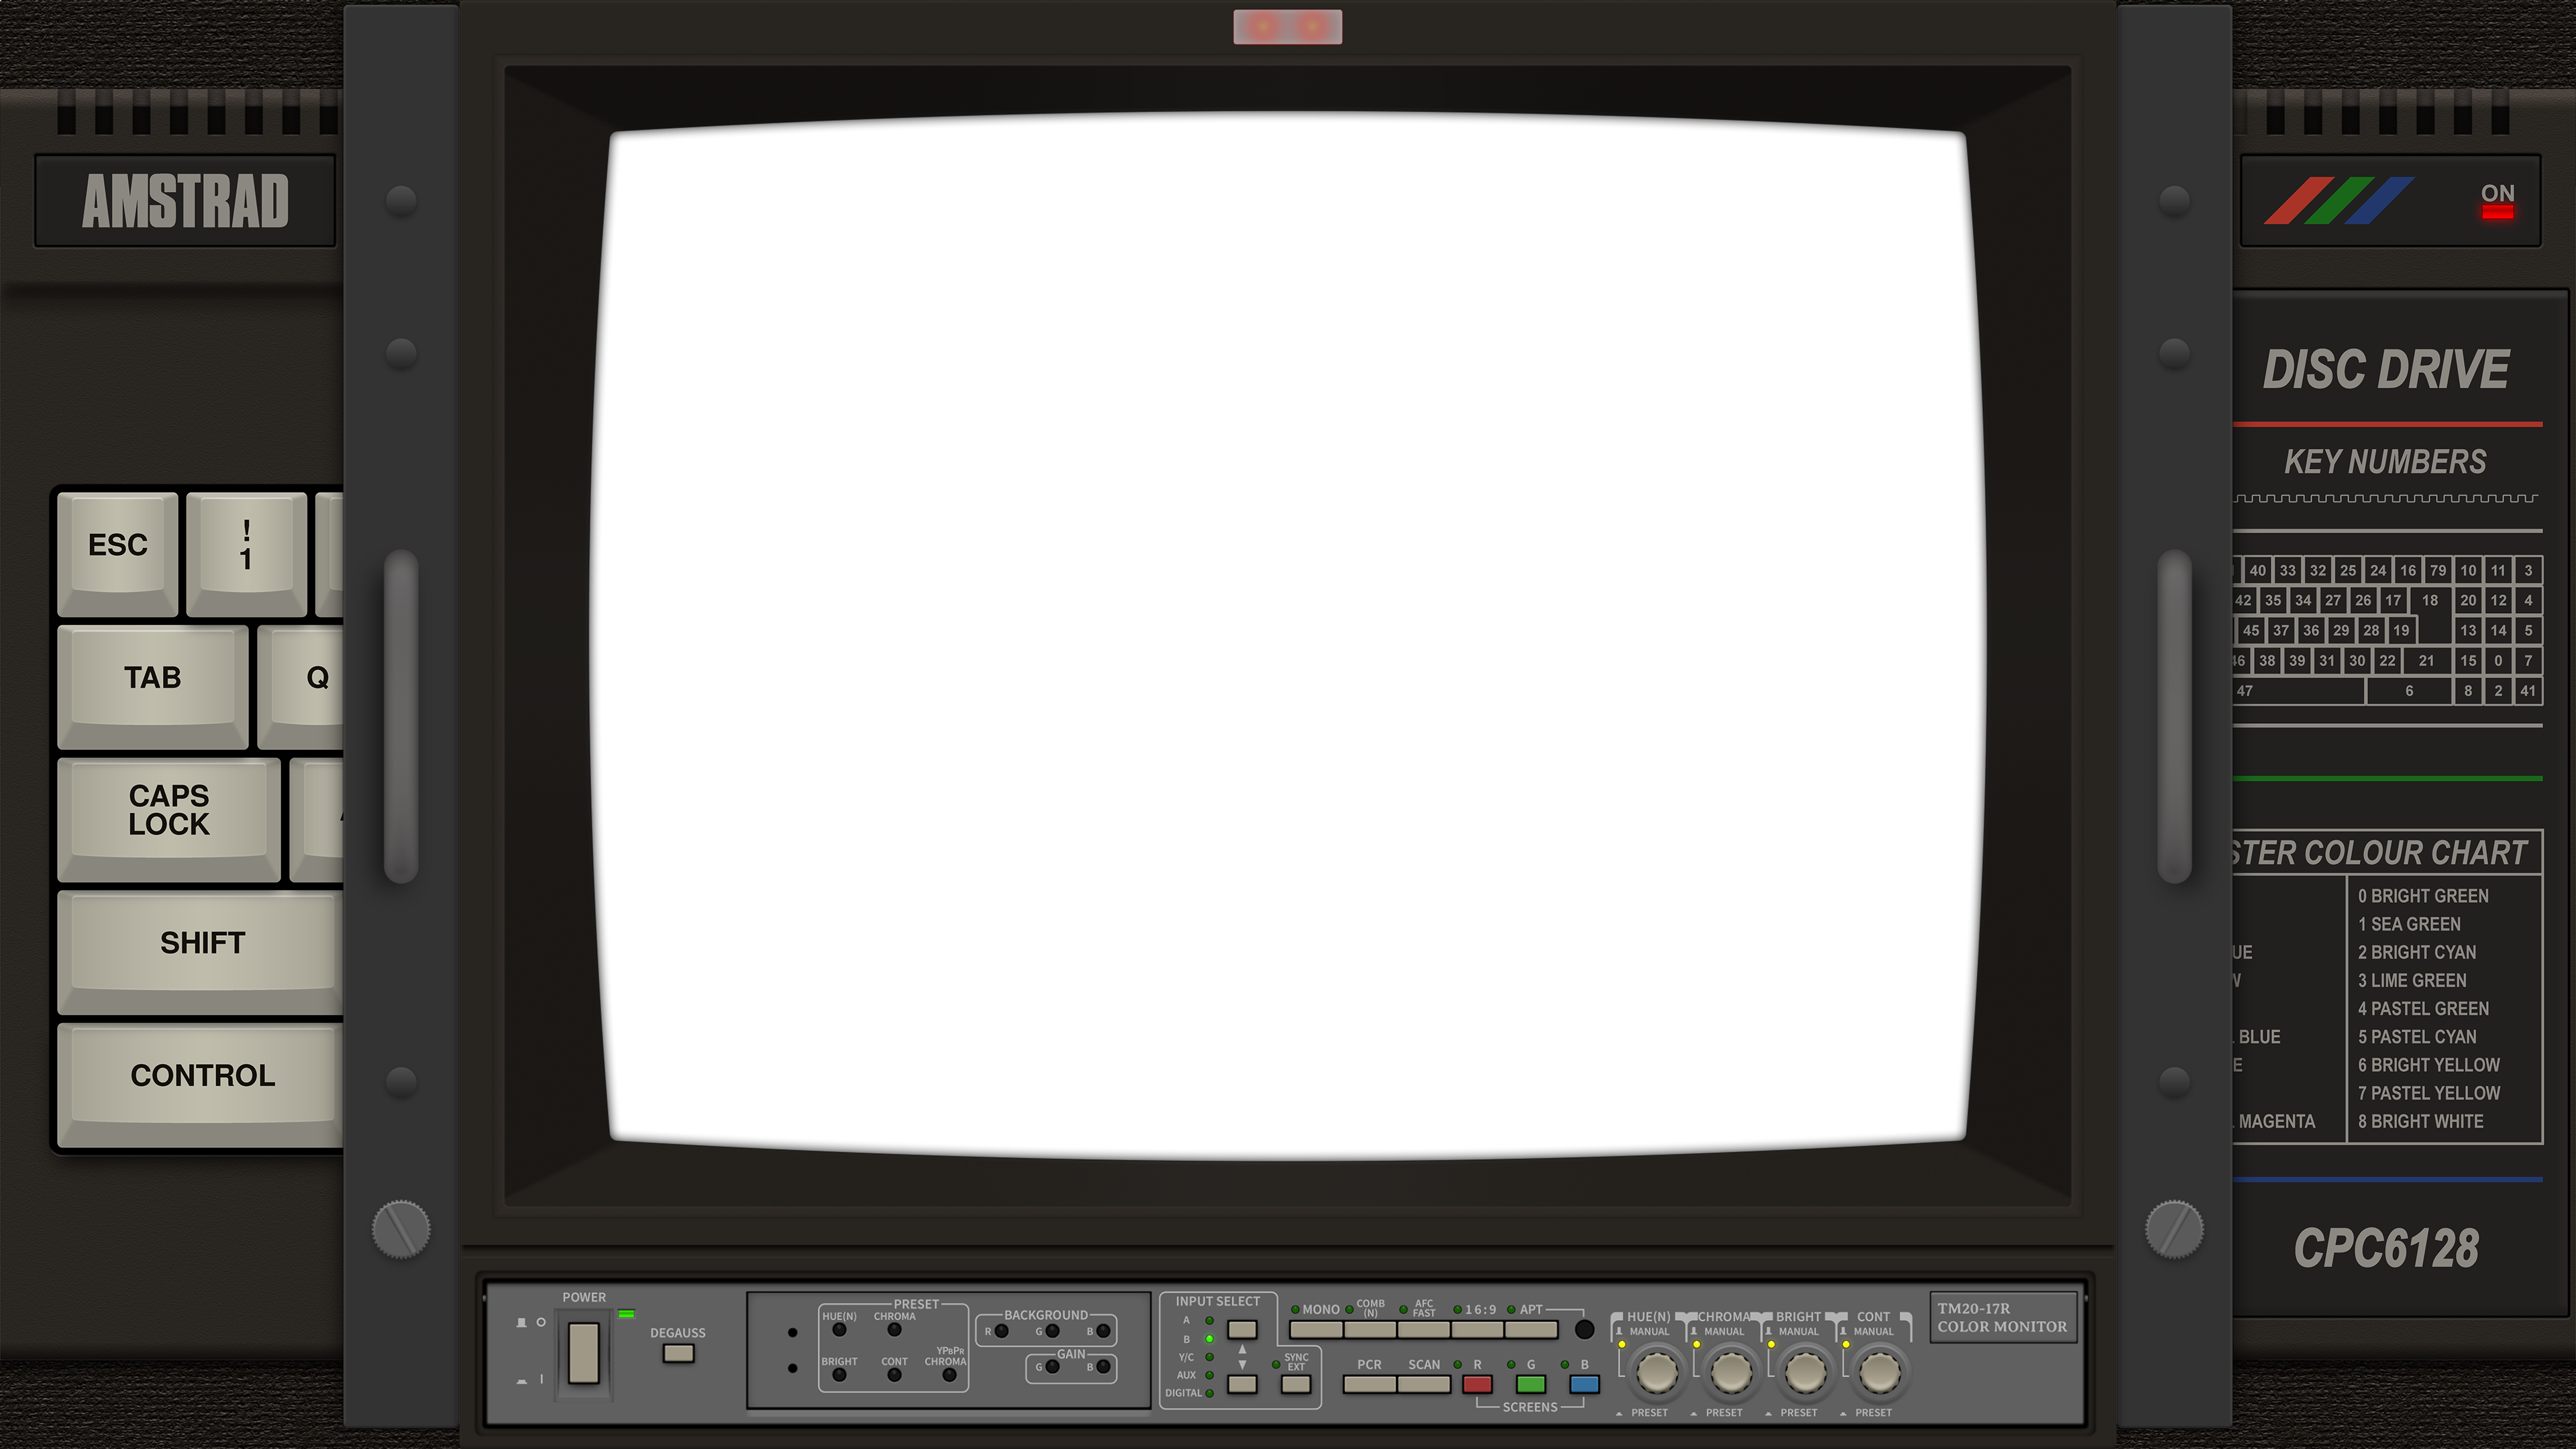 AMSTRAD
ESC
!
1
TAB
Q
CAPS
LOCK
SHIFT
CONTROL
ON
DISC DRIVE
KEY NUMBERS
40 33 32 25 24 16 79 10 11 3
42 35 34 27 26 17 18 20 12 4
45 37 36 29 28 19 13 14 5
46 38 39 31 30 22 21 15 0 7
47 6 8 2 41
STER COLOUR CHART
0 BRIGHT GREEN
1 SEA GREEN
UE 2 BRIGHT CYAN
W 3 LIME GREEN
4 PASTEL GREEN
BLUE 5 PASTEL CYAN
E 6 BRIGHT YELLOW
7 PASTEL YELLOW
MAGENTA 8 BRIGHT WHITE
CPC6128
POWER
O
I
DEGAUSS
PRESET
HUE(N) CHROMA
BRIGHT CONT YPBPR
CHROMA
BACKGROUND
R G B
GAIN
G B
INPUT SELECT
A
B
Y/C
AUX
DIGITAL
SYNC
EXT
MONO COMB
(N) AFC
FAST 16:9 APT
PCR SCAN R G B
SCREENS
HUE(N) CHROMA BRIGHT CONT
MANUAL MANUAL MANUAL MANUAL
PRESET PRESET PRESET PRESET
TM20-17R
COLOR MONITOR